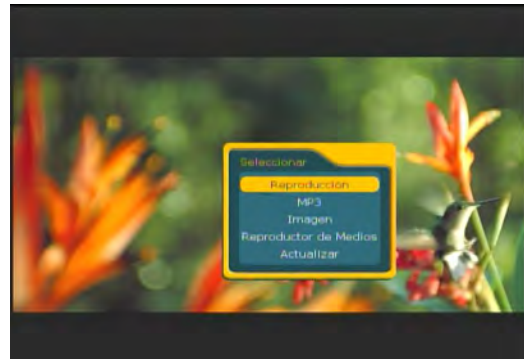 Seleccionar
Reproducción
MP3
Imagen
Reproductor de Medios
Actualizar